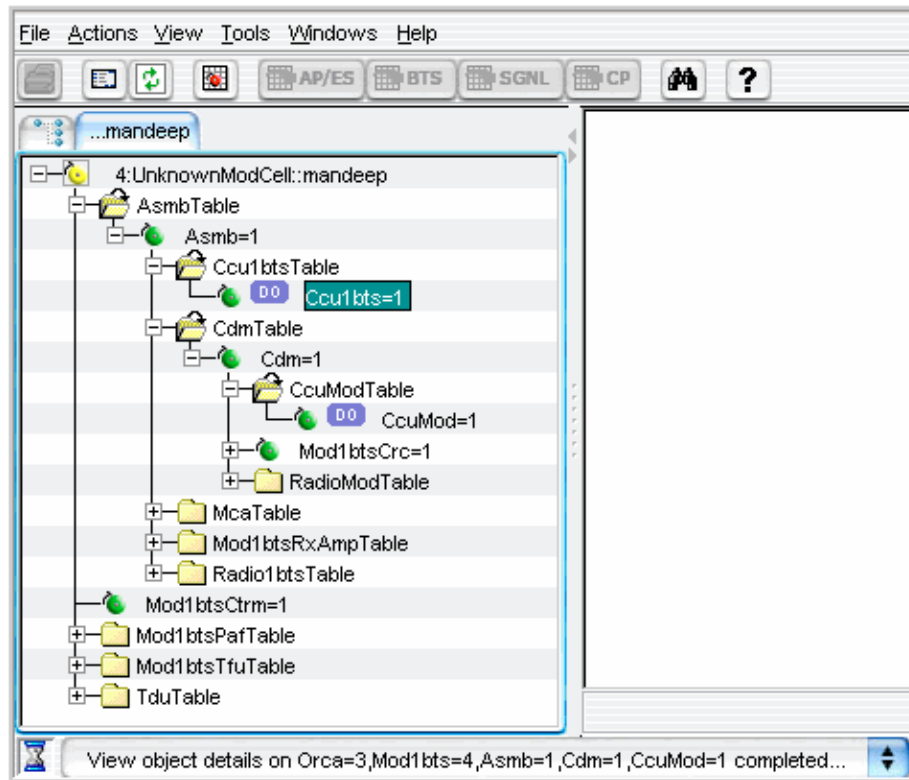 File Actions View Tools Windows Help
AP/ES BTS SGNL CP ?
...mandeep
4:UnknownModCell::mandeep
AsmbTable
Asmb=1
Ccu1btsTable
DO Ccu1bts=1
CdmTable
Cdm=1
CcuModTable
DO CcuMod=1
Mod1btsCrc=1
RadioModTable
McaTable
Mod1btsRxAmpTable
Radio1btsTable
Mod1btsCtrm=1
Mod1btsPafTable
Mod1btsTfuTable
TduTable
View object details on Orca=3,Mod1bts=4,Asmb=1,Cdm=1,CcuMod=1 completed...